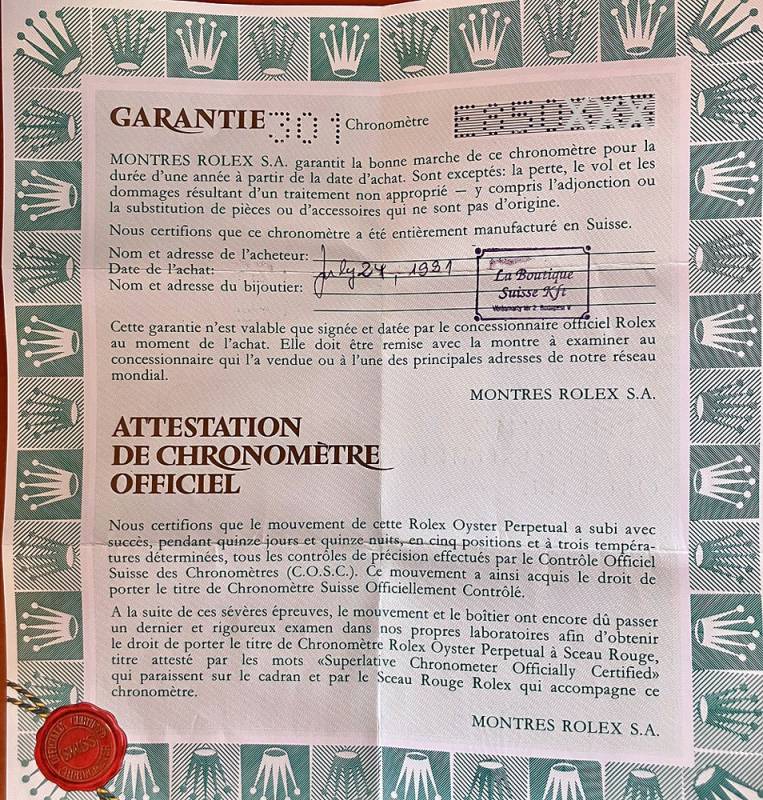 GARANTIE 301 Chronomètre XXX
MONTRES ROLEX S.A. garantit la bonne marche de ce chronomètre pour la
durée d'une année à partir de la date d'achat. Sont exceptés: la perte, le vol et les
dommages résultant d'un traitement non approprié — y compris l'adjonction ou
la substitution de pièces ou d'accessoires qui ne sont pas d'origine.
Nous certifions que ce chronomètre a été entièrement manufacturé en Suisse.
Nom et adresse de l'acheteur:
Date de l'achat: July 27, 1991
Nom et adresse du bijoutier:
La Boutique
Suisse Kft
Cette garantie n'est valable que signée et datée par le concessionnaire officiel Rolex
au moment de l'achat. Elle doit être remise avec la montre à examiner au
concessionnaire qui l'a vendue ou à l'une des principales adresses de notre réseau
mondial.
MONTRES ROLEX S.A.
ATTESTATION
DE CHRONOMÈTRE
OFFICIEL
Nous certifions que le mouvement de cette Rolex Oyster Perpetual a subi avec
succès, pendant quinze jours et quinze nuits, en cinq positions et à trois tempéra-
tures déterminées, tous les contrôles de précision effectués par le Contrôle Officiel
Suisse des Chronomètres (C.O.S.C.). Ce mouvement a ainsi acquis le droit de
porter le titre de Chronomètre Suisse Officiellement Contrôlé.
A la suite de ces sévères épreuves, le mouvement et le boîtier ont encore dû passer
un dernier et rigoureux examen dans nos propres laboratoires afin d'obtenir
le droit de porter le titre de Chronomètre Rolex Oyster Perpetual à Sceau Rouge,
titre attesté par les mots «Superlative Chronometer Officially Certified»
qui paraissent sur le cadran et par le Sceau Rouge Rolex qui accompagne ce
chronomètre.
MONTRES ROLEX S.A.
OFFICIALLY CERTIFIED
SWISS
CHRONOMETER